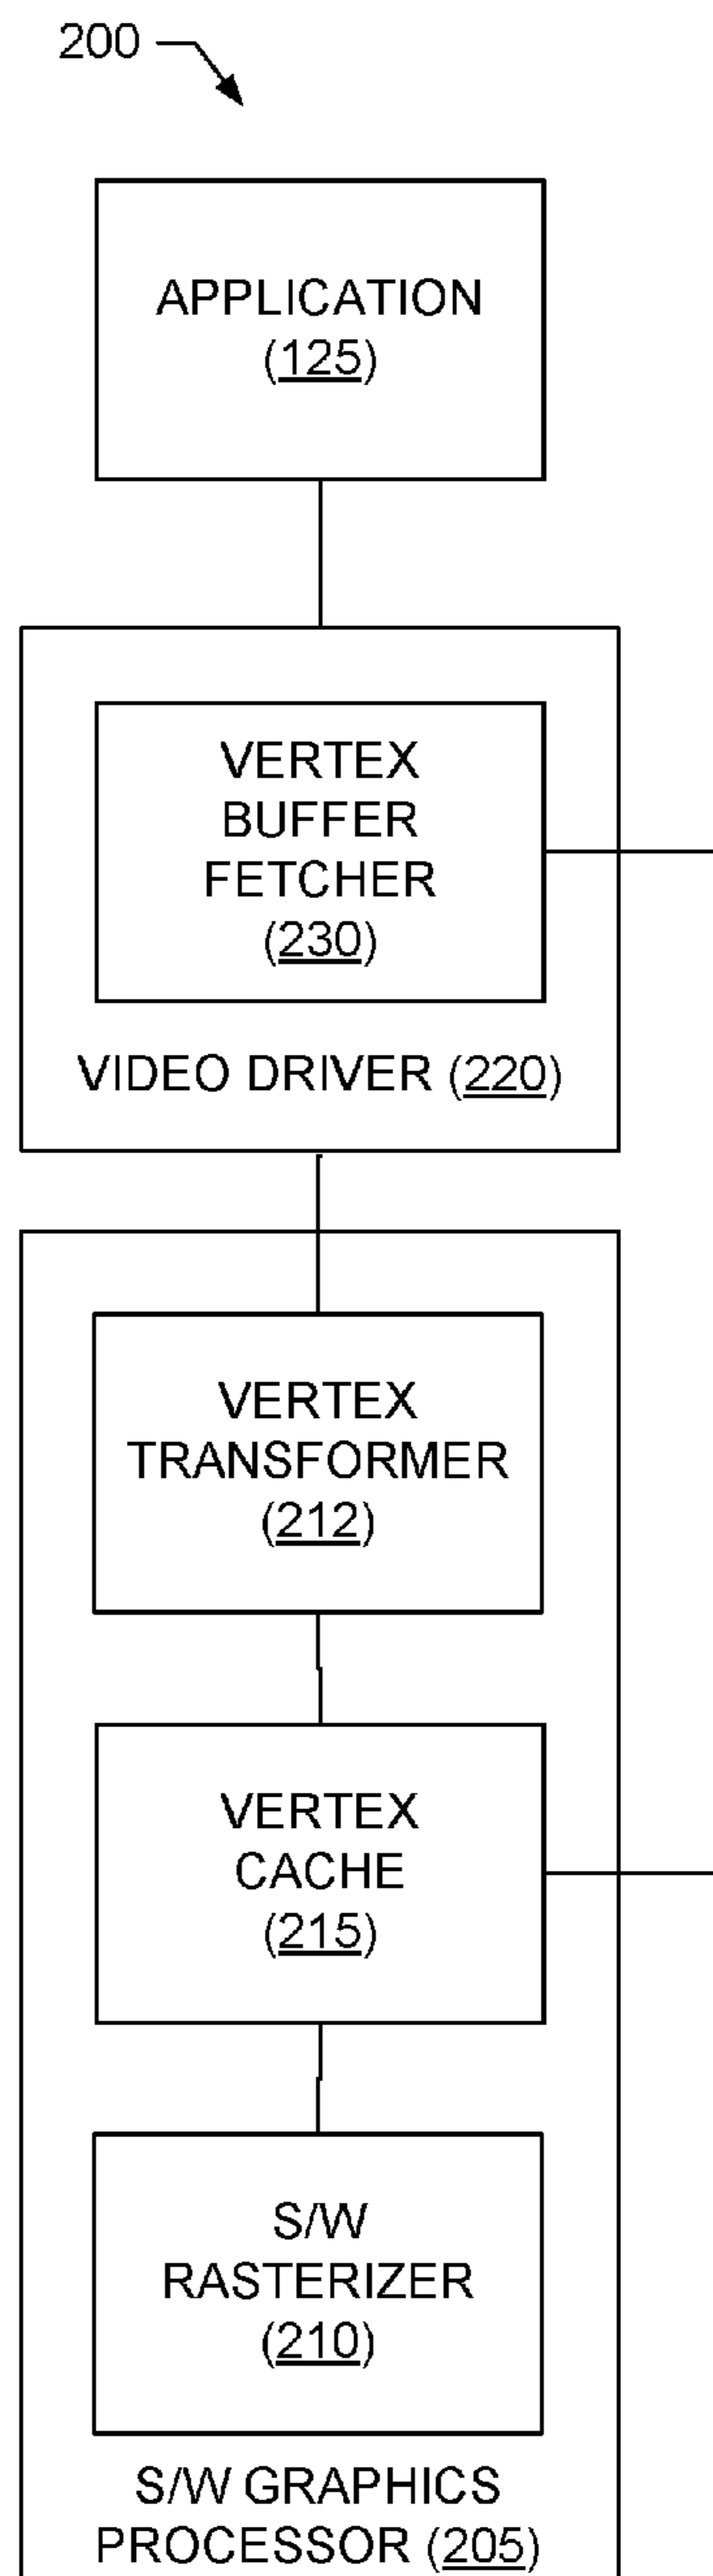 200
APPLICATION
(125)
VERTEX
BUFFER
FETCHER
(230)
VIDEO DRIVER (220)
VERTEX
TRANSFORMER
(212)
VERTEX
CACHE
(215)
S/W
RASTERIZER
(210)
S/W GRAPHICS
PROCESSOR (205)